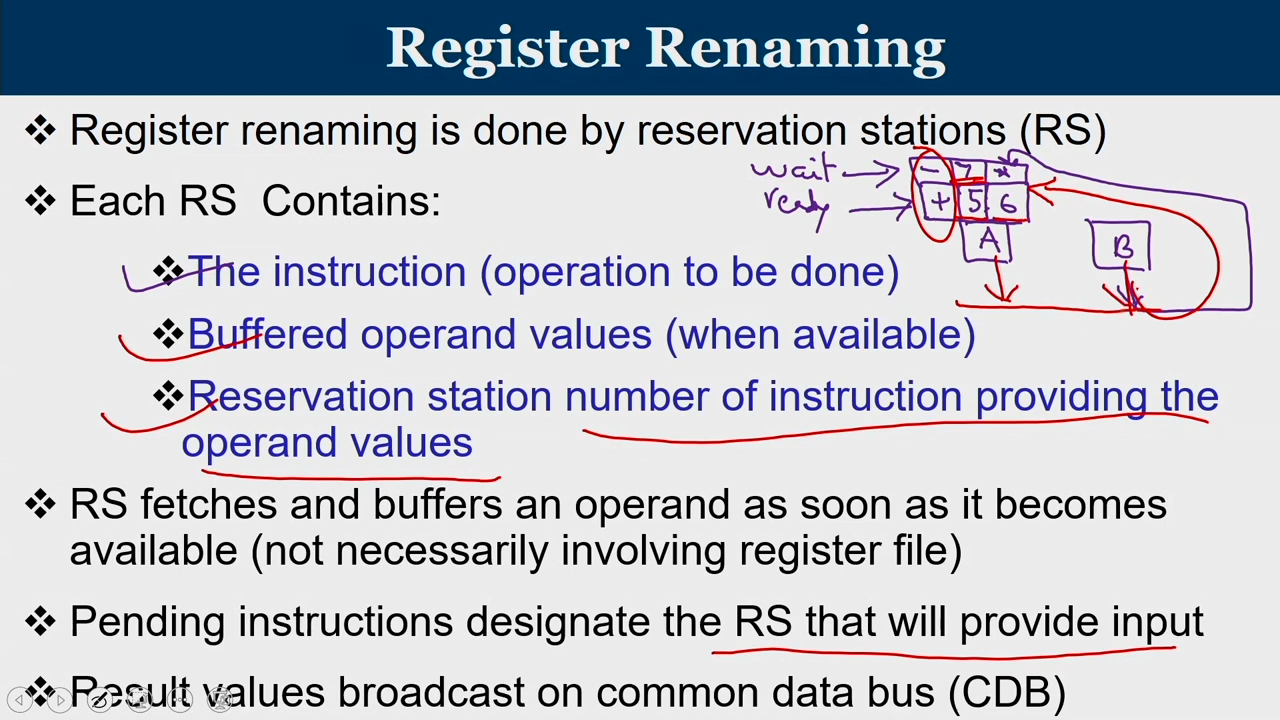 Register Renaming
❖ Register renaming is done by reservation stations (RS)
wait → - 7 *
❖ Each RS Contains:
ready → + 5 6
A B
❖The instruction (operation to be done)
❖Buffered operand values (when available)
❖Reservation station number of instruction providing the
operand values
❖ RS fetches and buffers an operand as soon as it becomes
available (not necessarily involving register file)
❖ Pending instructions designate the RS that will provide input
❖ Result values broadcast on common data bus (CDB)